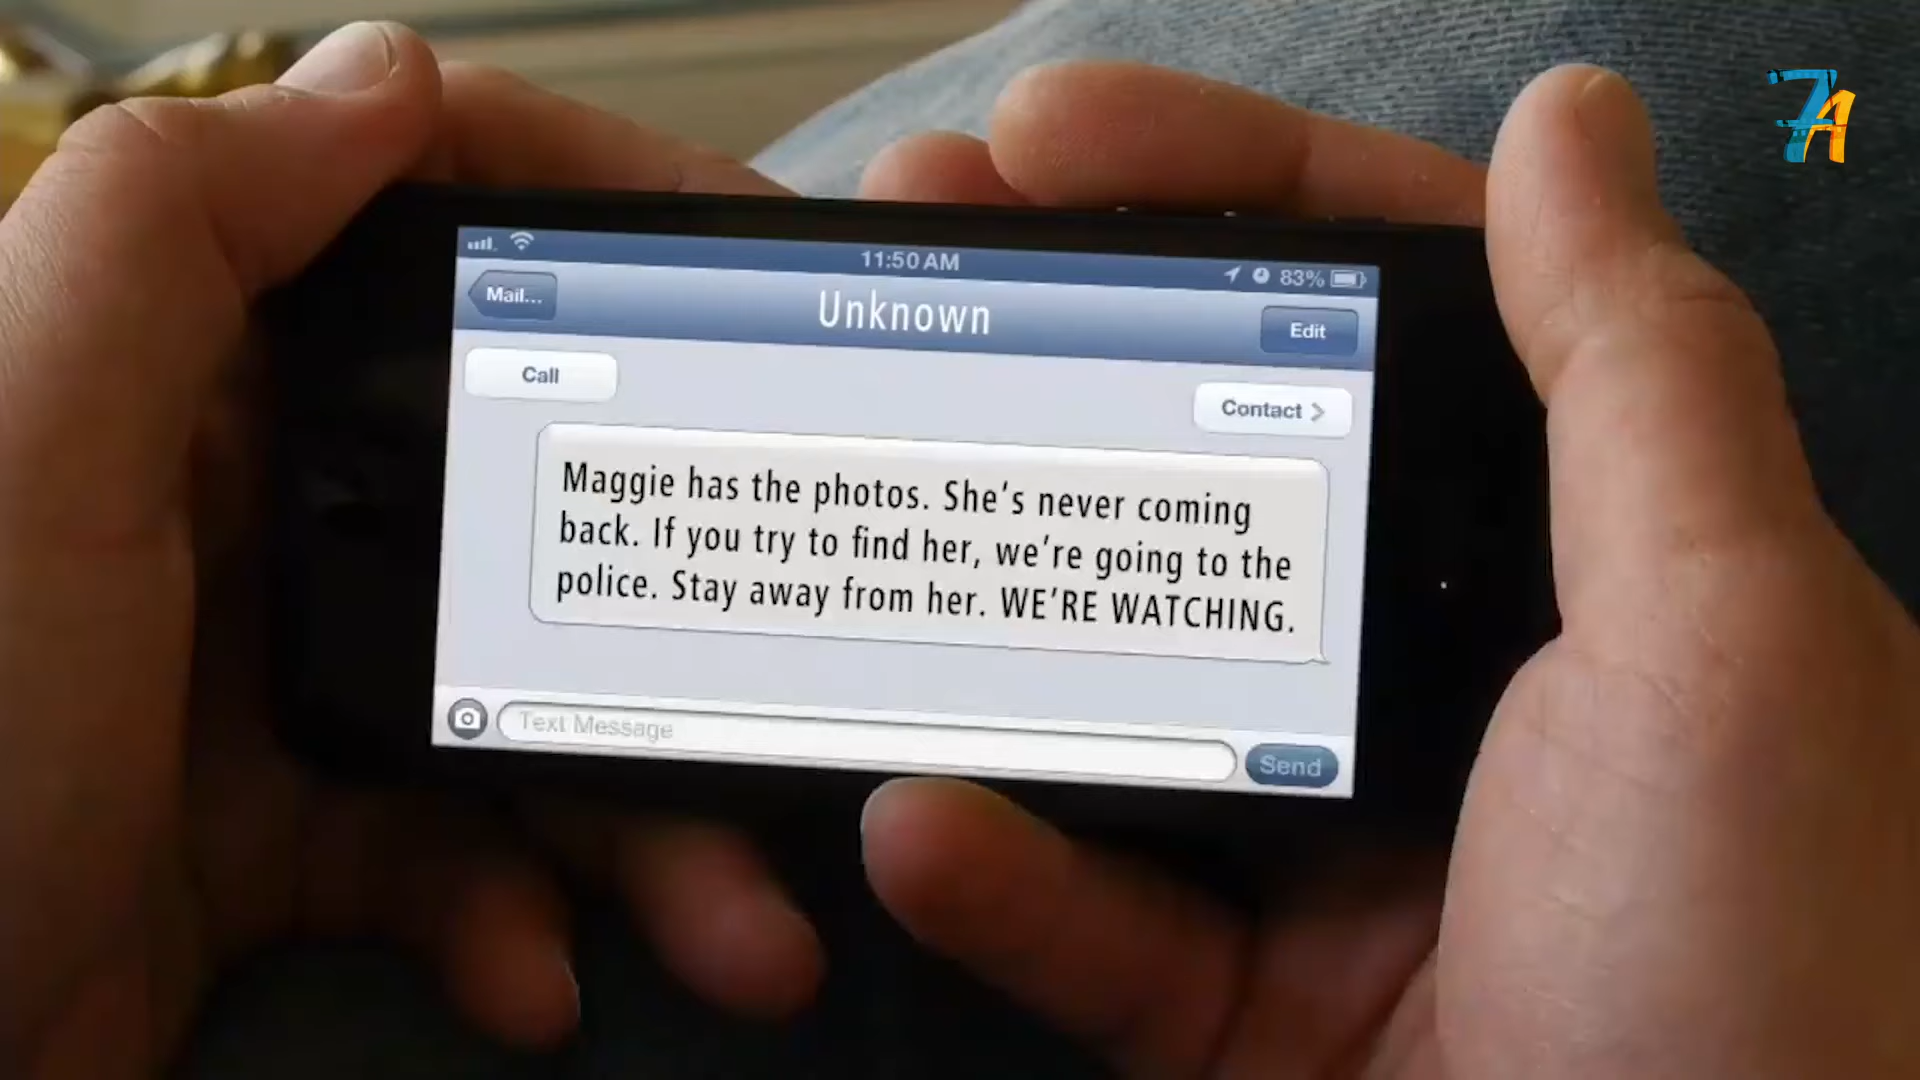 7A
11:50 AM
83%
Mail...
Unknown
Edit
Call
Contact
Maggie has the photos. She's never coming
back. If you try to find her, we're going to the
police. Stay away from her. WE'RE WATCHING.
Text Message
Send